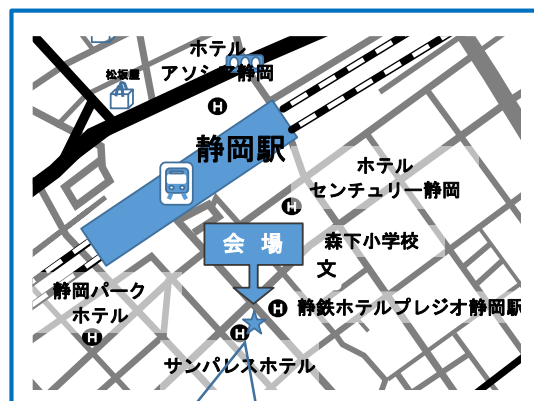 ホテル
アソシア静岡
松坂屋
H
静岡駅
ホテル
センチュリー静岡
H
会 場
森下小学校
文
静岡パーク
ホテル
H
H
静鉄ホテルプレジオ静岡駅
H
サンパレスホテル